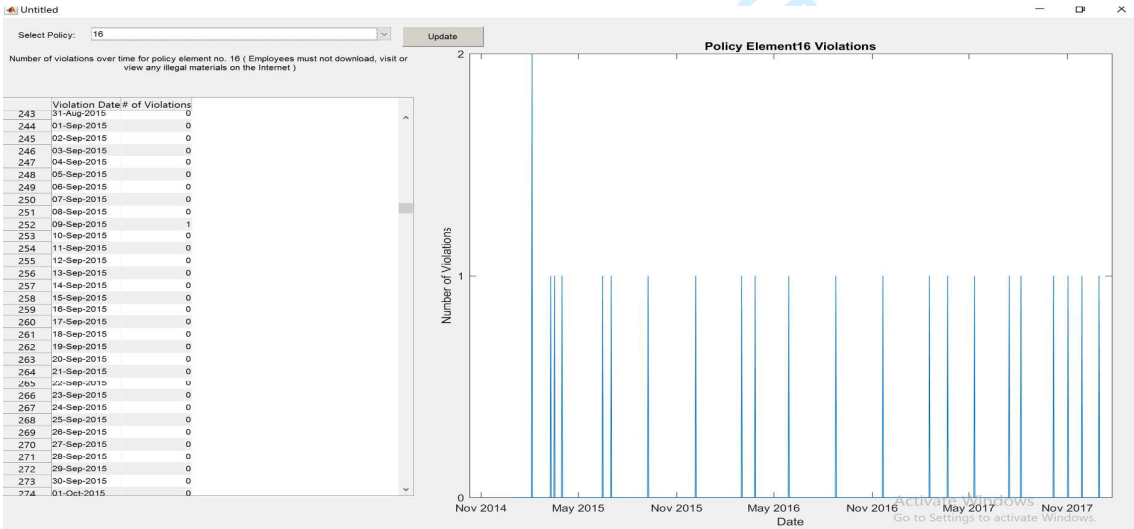 Untitled
Select Policy: 16 Update
Number of violations over time for policy element no. 16 ( Employees must not download, visit or
view any illegal materials on the Internet )
Violation Date # of Violations
243 31-Aug-2015 0
244 01-Sep-2015 0
245 02-Sep-2015 0
246 03-Sep-2015 0
247 04-Sep-2015 0
248 05-Sep-2015 0
249 06-Sep-2015 0
250 07-Sep-2015 0
251 08-Sep-2015 0
252 09-Sep-2015 1
253 10-Sep-2015 0
254 11-Sep-2015 0
255 12-Sep-2015 0
256 13-Sep-2015 0
257 14-Sep-2015 0
258 15-Sep-2015 0
259 16-Sep-2015 0
260 17-Sep-2015 0
261 18-Sep-2015 0
262 19-Sep-2015 0
263 20-Sep-2015 0
264 21-Sep-2015 0
265 22-Sep-2015 0
266 23-Sep-2015 0
267 24-Sep-2015 0
268 25-Sep-2015 0
269 26-Sep-2015 0
270 27-Sep-2015 0
271 28-Sep-2015 0
272 29-Sep-2015 0
273 30-Sep-2015 0
274 01-Oct-2015 0
Policy Element16 Violations
2
1
0
Number of Violations
Nov 2014 May 2015 Nov 2015 May 2016 Nov 2016 May 2017 Nov 2017
Date
Activate Windows
Go to Settings to activate Windows.